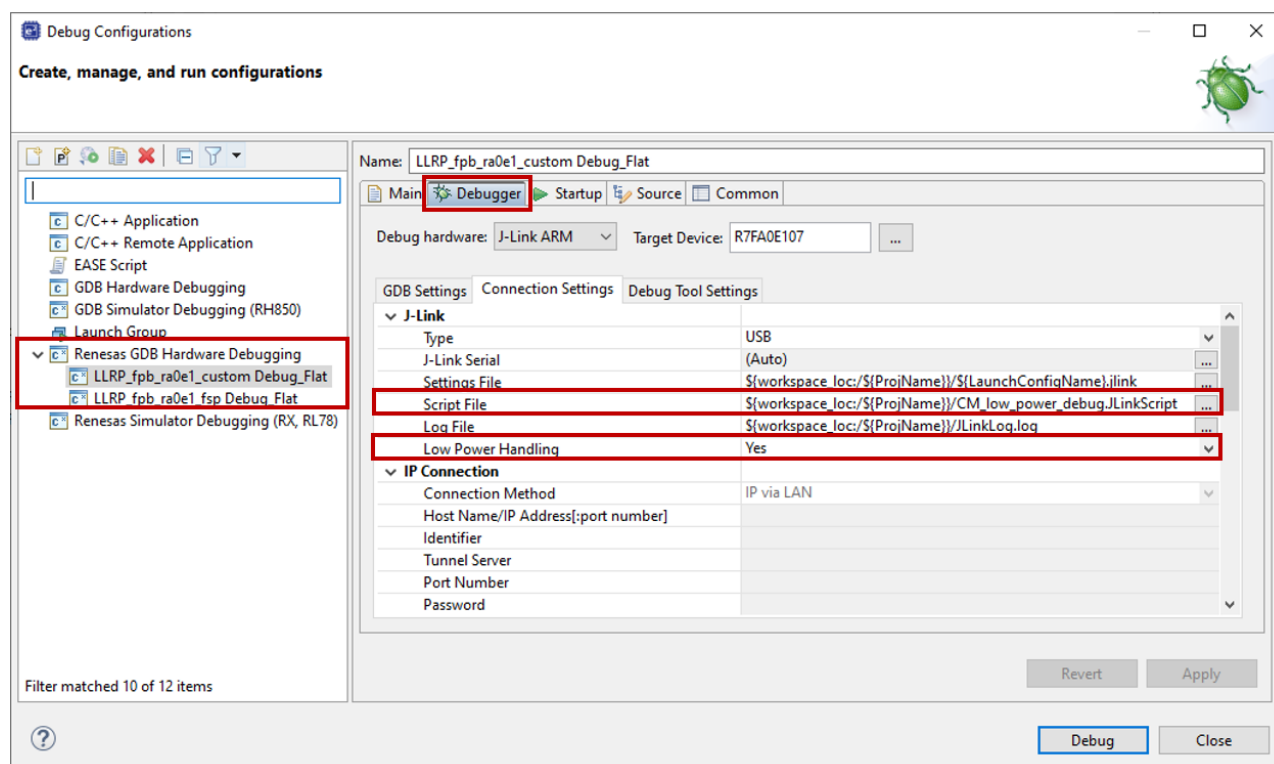 Debug Configurations
Create, manage, and run configurations
C/C++ Application
C/C++ Remote Application
EASE Script
GDB Hardware Debugging
GDB Simulator Debugging (RH850)
Launch Group
Renesas GDB Hardware Debugging
LLRP_fpb_ra0e1_custom Debug_Flat
LLRP_fpb_ra0e1_fsp Debug_Flat
Renesas Simulator Debugging (RX, RL78)
Filter matched 10 of 12 items
Name: LLRP_fpb_ra0e1_custom Debug_Flat
Main Debugger Startup Source Common
Debug hardware: J-Link ARM Target Device: R7FA0E107 ...
GDB Settings Connection Settings Debug Tool Settings
J-Link
Type USB
J-Link Serial (Auto) ...
Settings File ${workspace_loc:/${ProjName}}/${LaunchConfigName}.jlink ...
Script File ${workspace_loc:/${ProjName}}/CM_low_power_debug.JLinkScript ...
Log File ${workspace_loc:/${ProjName}}/JLinkLog.log ...
Low Power Handling Yes
IP Connection
Connection Method IP via LAN
Host Name/IP Address[:port number]
Identifier
Tunnel Server
Port Number
Password
Revert Apply
? Debug Close